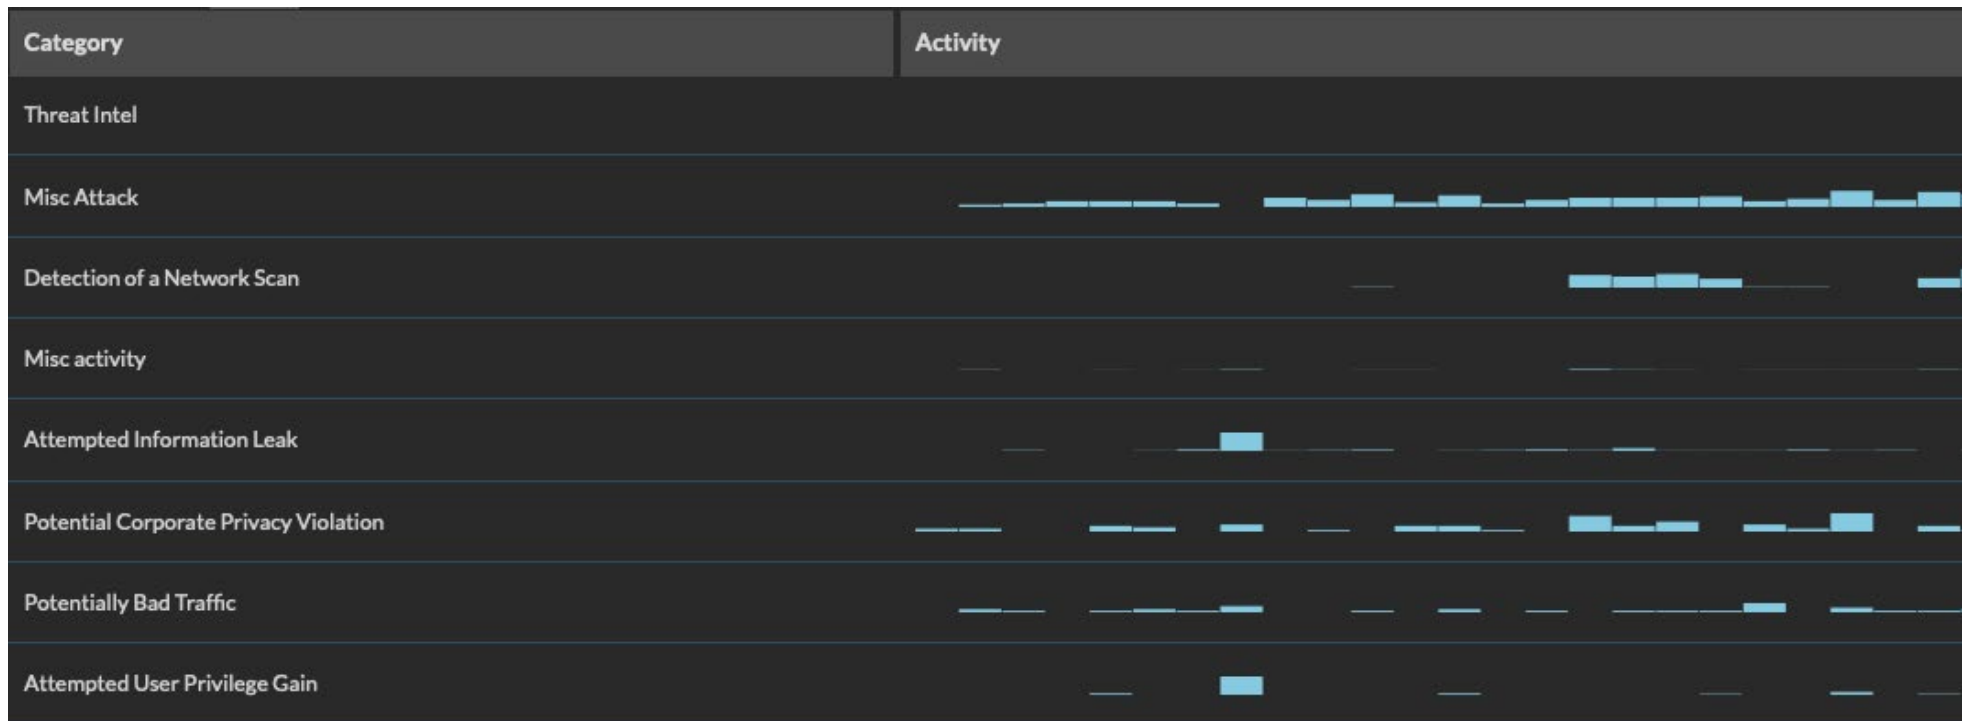 Category
Activity
Threat Intel
Misc Attack
Detection of a Network Scan
Misc activity
Attempted Information Leak
Potential Corporate Privacy Violation
Potentially Bad Traffic
Attempted User Privilege Gain